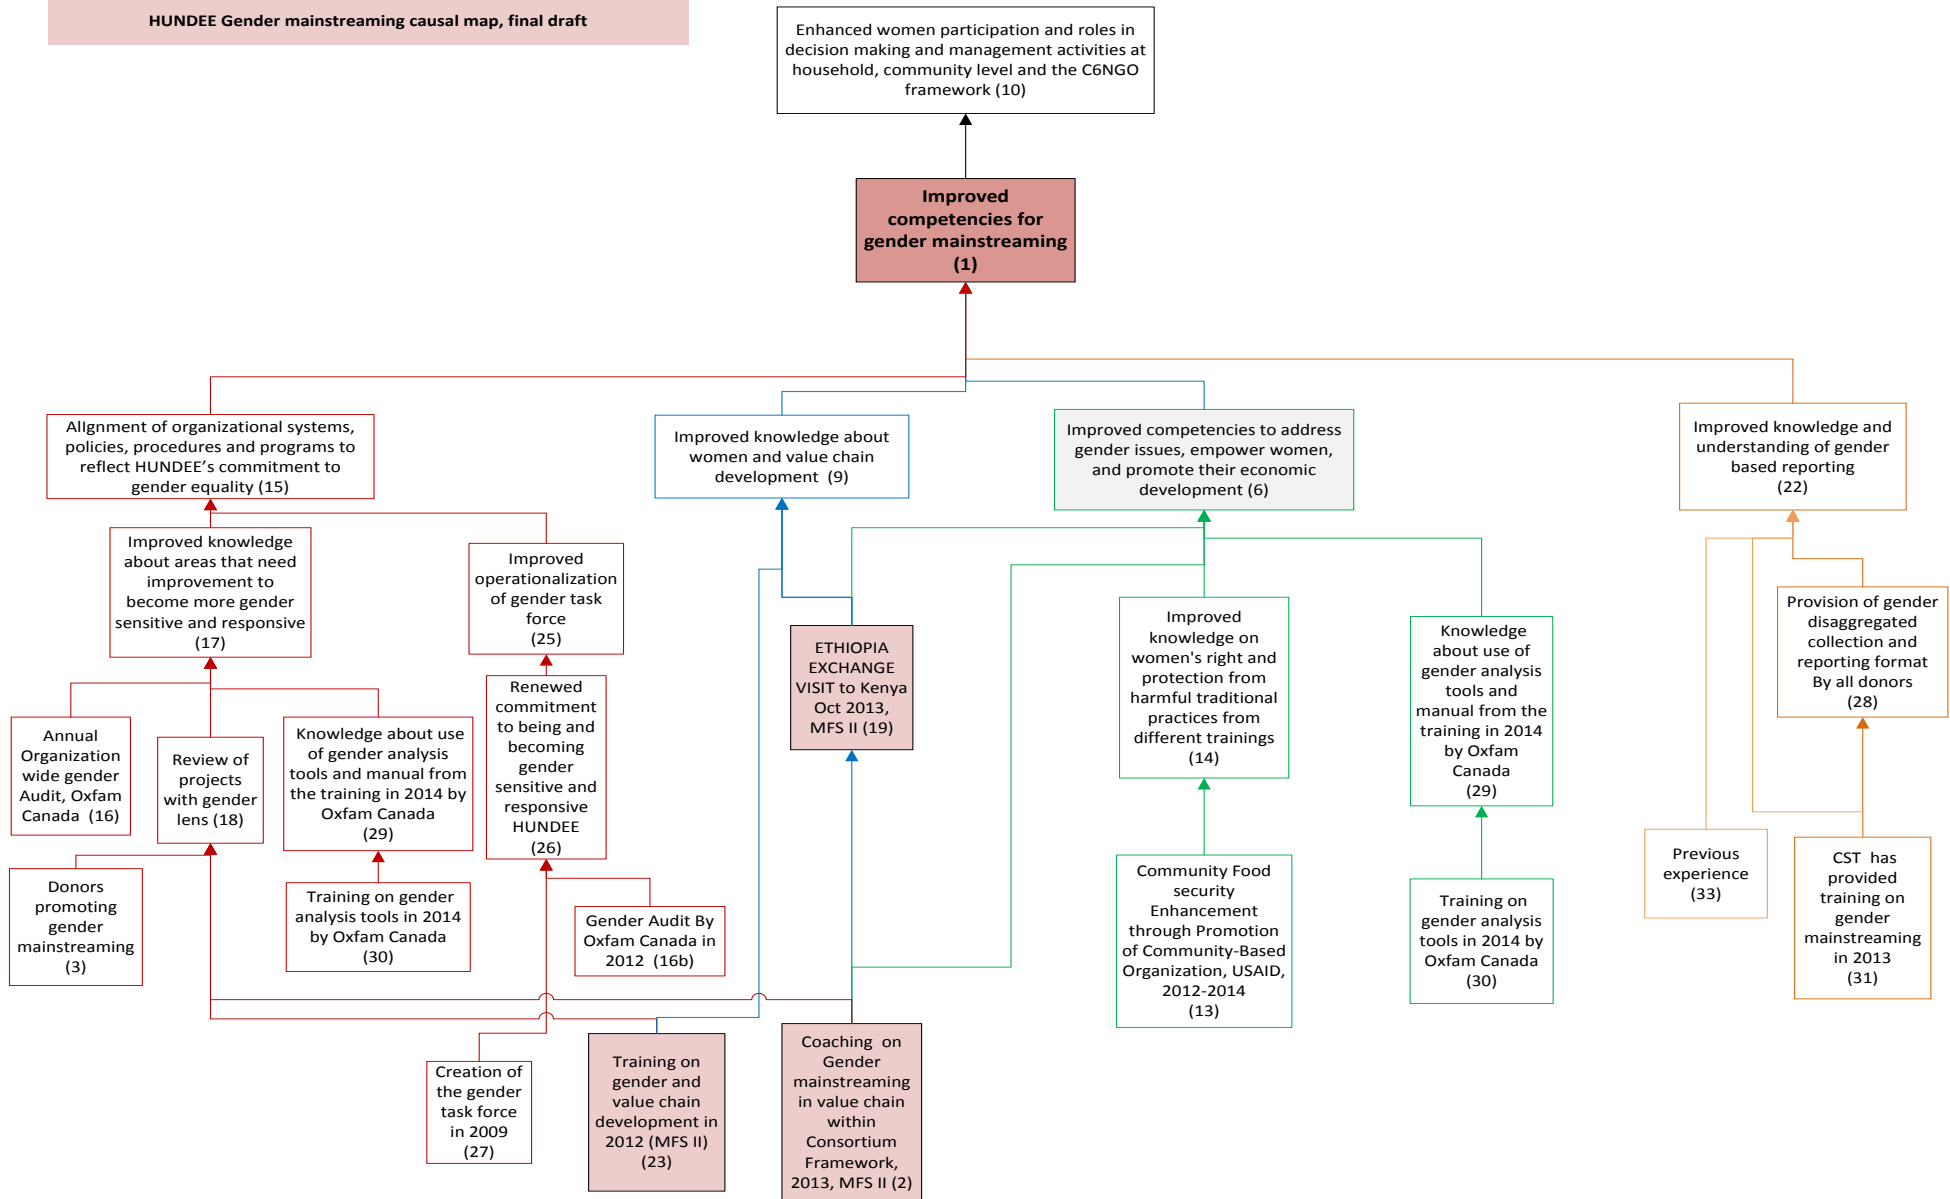 HUNDEE Gender mainstreaming causal map, final draft
Enhanced women participation and roles in
decision making and management activities at
household, community level and the C6NGO
framework (10)
Improved
competencies for
gender mainstreaming
(1)
Alignment of organizational systems,
policies, procedures and programs to
reflect HUNDEE’s commitment to
gender equality (15)
Improved knowledge about
women and value chain
development (9)
Improved competencies to address
gender issues, empower women,
and promote their economic
development (6)
Improved knowledge and
understanding of gender
based reporting
(22)
Improved knowledge
about areas that need
improvement to
become more gender
sensitive and responsive
(17)
Improved
operationalization
of gender task
force
(25)
ETHIOPIA
EXCHANGE
VISIT to Kenya
Oct 2013,
MFS II (19)
Improved
knowledge on
women's right and
protection from
harmful traditional
practices from
different trainings
(14)
Knowledge
about use of
gender analysis
tools and
manual from the
training in 2014
by Oxfam
Canada
(29)
Provision of gender
disaggregated
collection and
reporting format
By all donors
(28)
Annual
Organization
wide gender
Audit, Oxfam
Canada (16)
Review of
projects
with gender
lens (18)
Knowledge about use
of gender analysis
tools and manual from
the training in 2014 by
Oxfam Canada
(29)
Renewed
commitment
to being and
becoming
gender
sensitive and
responsive
HUNDEE
(26)
Donors
promoting
gender
mainstreaming
(3)
Training on gender
analysis tools in 2014
by Oxfam Canada
(30)
Gender Audit By
Oxfam Canada in
2012 (16b)
Community Food
security
Enhancement
through Promotion
of Community-Based
Organization, USAID,
2012-2014
(13)
Training on
gender analysis
tools in 2014 by
Oxfam Canada
(30)
Previous
experience
(33)
CST has
provided
training on
gender
mainstreaming
in 2013
(31)
Creation of
the gender
task force
in 2009
(27)
Training on
gender and
value chain
development in
2012 (MFS II)
(23)
Coaching on
Gender
mainstreaming
in value chain
within
Consortium
Framework,
2013, MFS II (2)